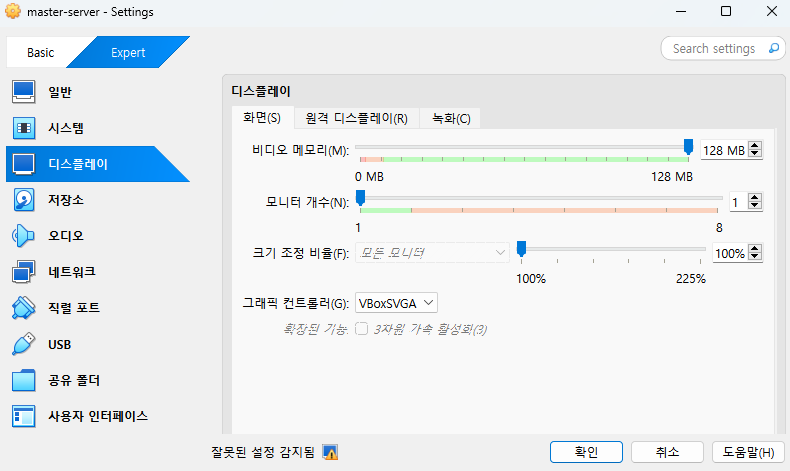 master-server - Settings
Basic
Expert
Search settings
일반
시스템
디스플레이
저장소
오디오
네트워크
직렬 포트
USB
공유 폴더
사용자 인터페이스
디스플레이
화면(S) 원격 디스플레이(R) 녹화(C)
비디오 메모리(M): 128 MB
0 MB 128 MB
모니터 개수(N): 1
1 8
크기 조정 비율(F): 모든 모니터 100%
100% 225%
그래픽 컨트롤러(G): VBoxSVGA
확장된 기능: 3차원 가속 활성화(3)
잘못된 설정 감지됨
확인 취소 도움말(H)